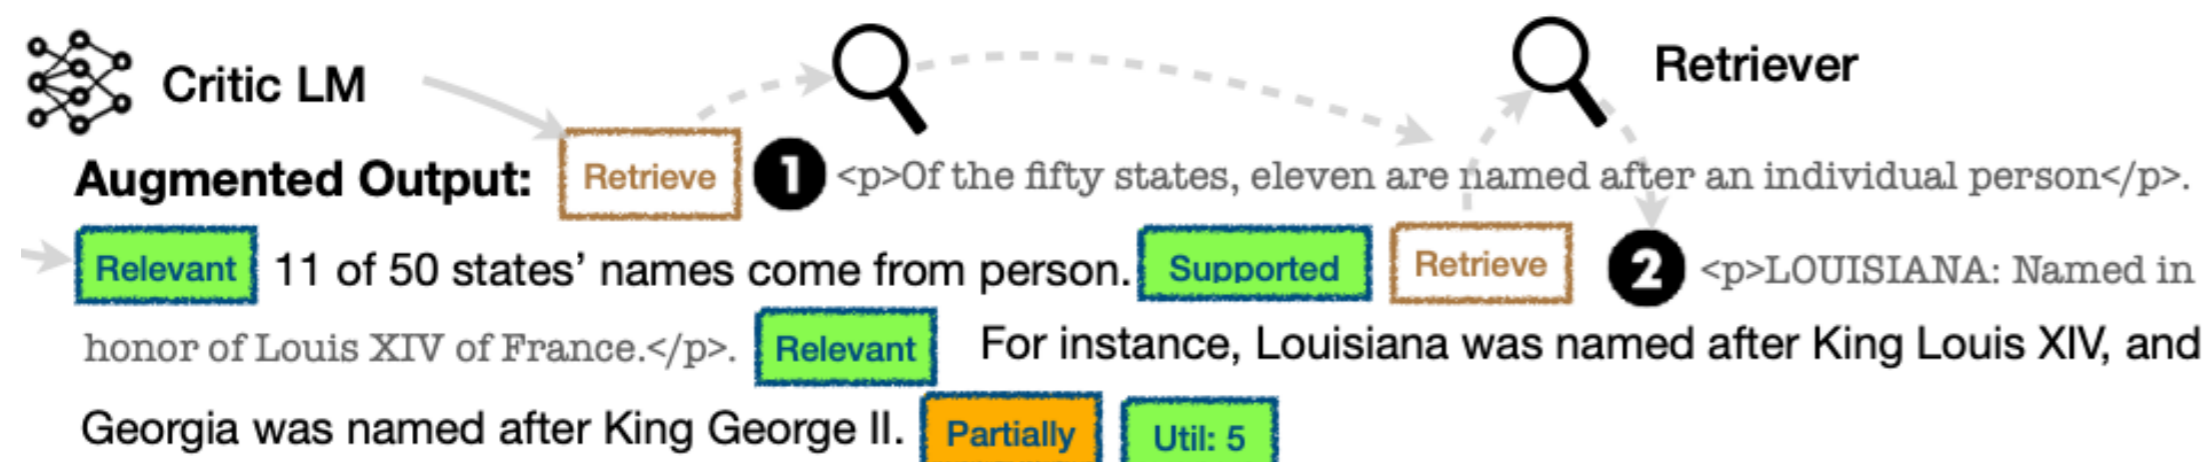 Critic LM
Retriever
Augmented Output: Retrieve 1 <p>Of the fifty states, eleven are named after an individual person</p>.
Relevant 11 of 50 states’ names come from person. Supported Retrieve 2 <p>LOUISIANA: Named in
honor of Louis XIV of France.</p>. Relevant For instance, Louisiana was named after King Louis XIV, and
Georgia was named after King George II. Partially Util: 5